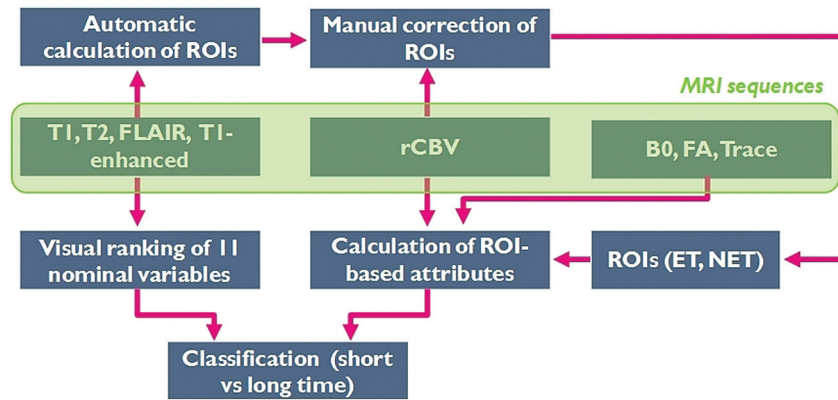 Automatic
calculation of ROIs
Manual correction of
ROIs
MRI sequences
T1, T2, FLAIR, T1-
enhanced
rCBV
B0, FA, Trace
Visual ranking of 11
nominal variables
Calculation of ROI-
based attributes
ROIs (ET, NET)
Classification (short
vs long time)